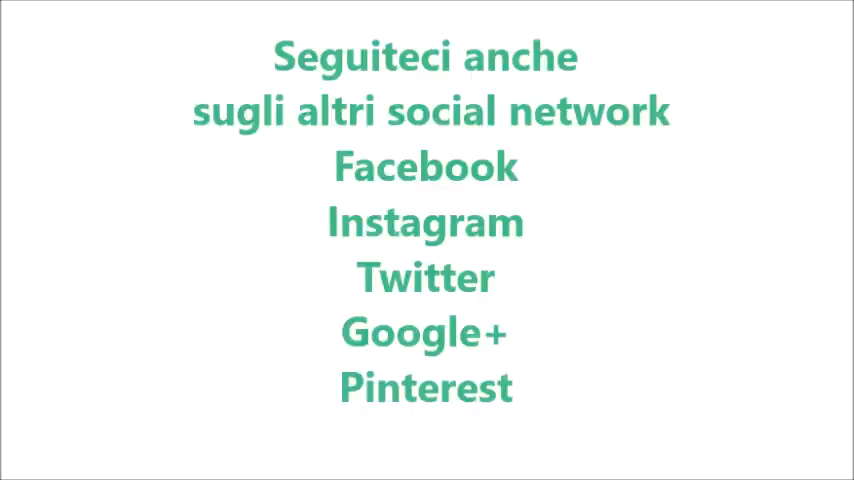 Seguiteci anche
sugli altri social network
Facebook
Instagram
Twitter
Google+
Pinterest